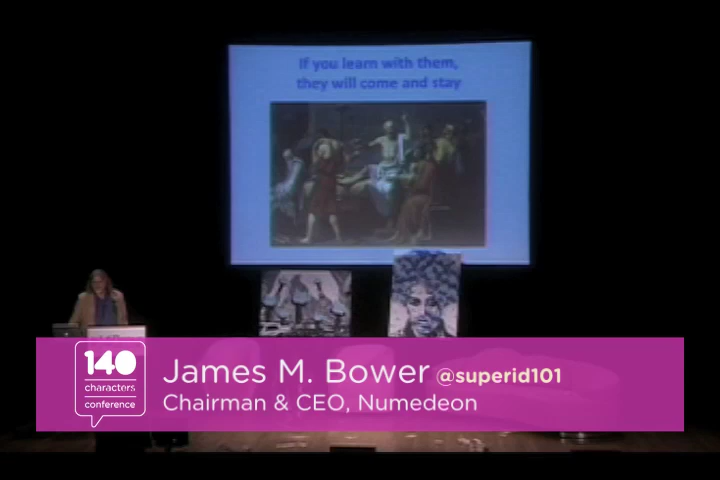 If you learn with them,
they will come and stay
140
characters
conference
James M. Bower @superid101
Chairman & CEO, Numedeon